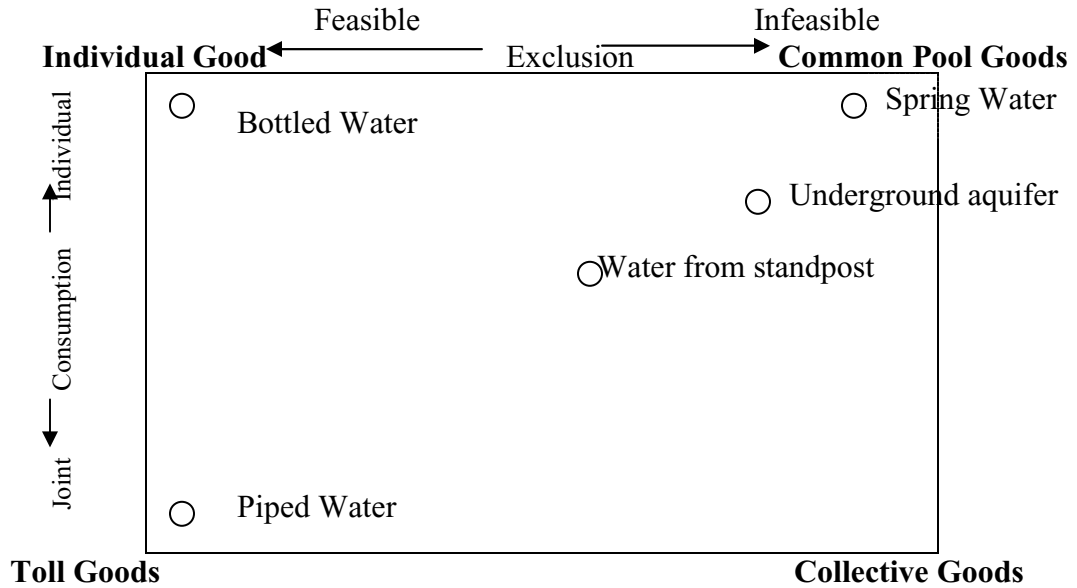 Feasible Infeasible
Individual Good Exclusion Common Pool Goods
Individual
Consumption
Joint
Spring Water
Bottled Water
Underground aquifer
Water from standpost
Piped Water
Toll Goods Collective Goods